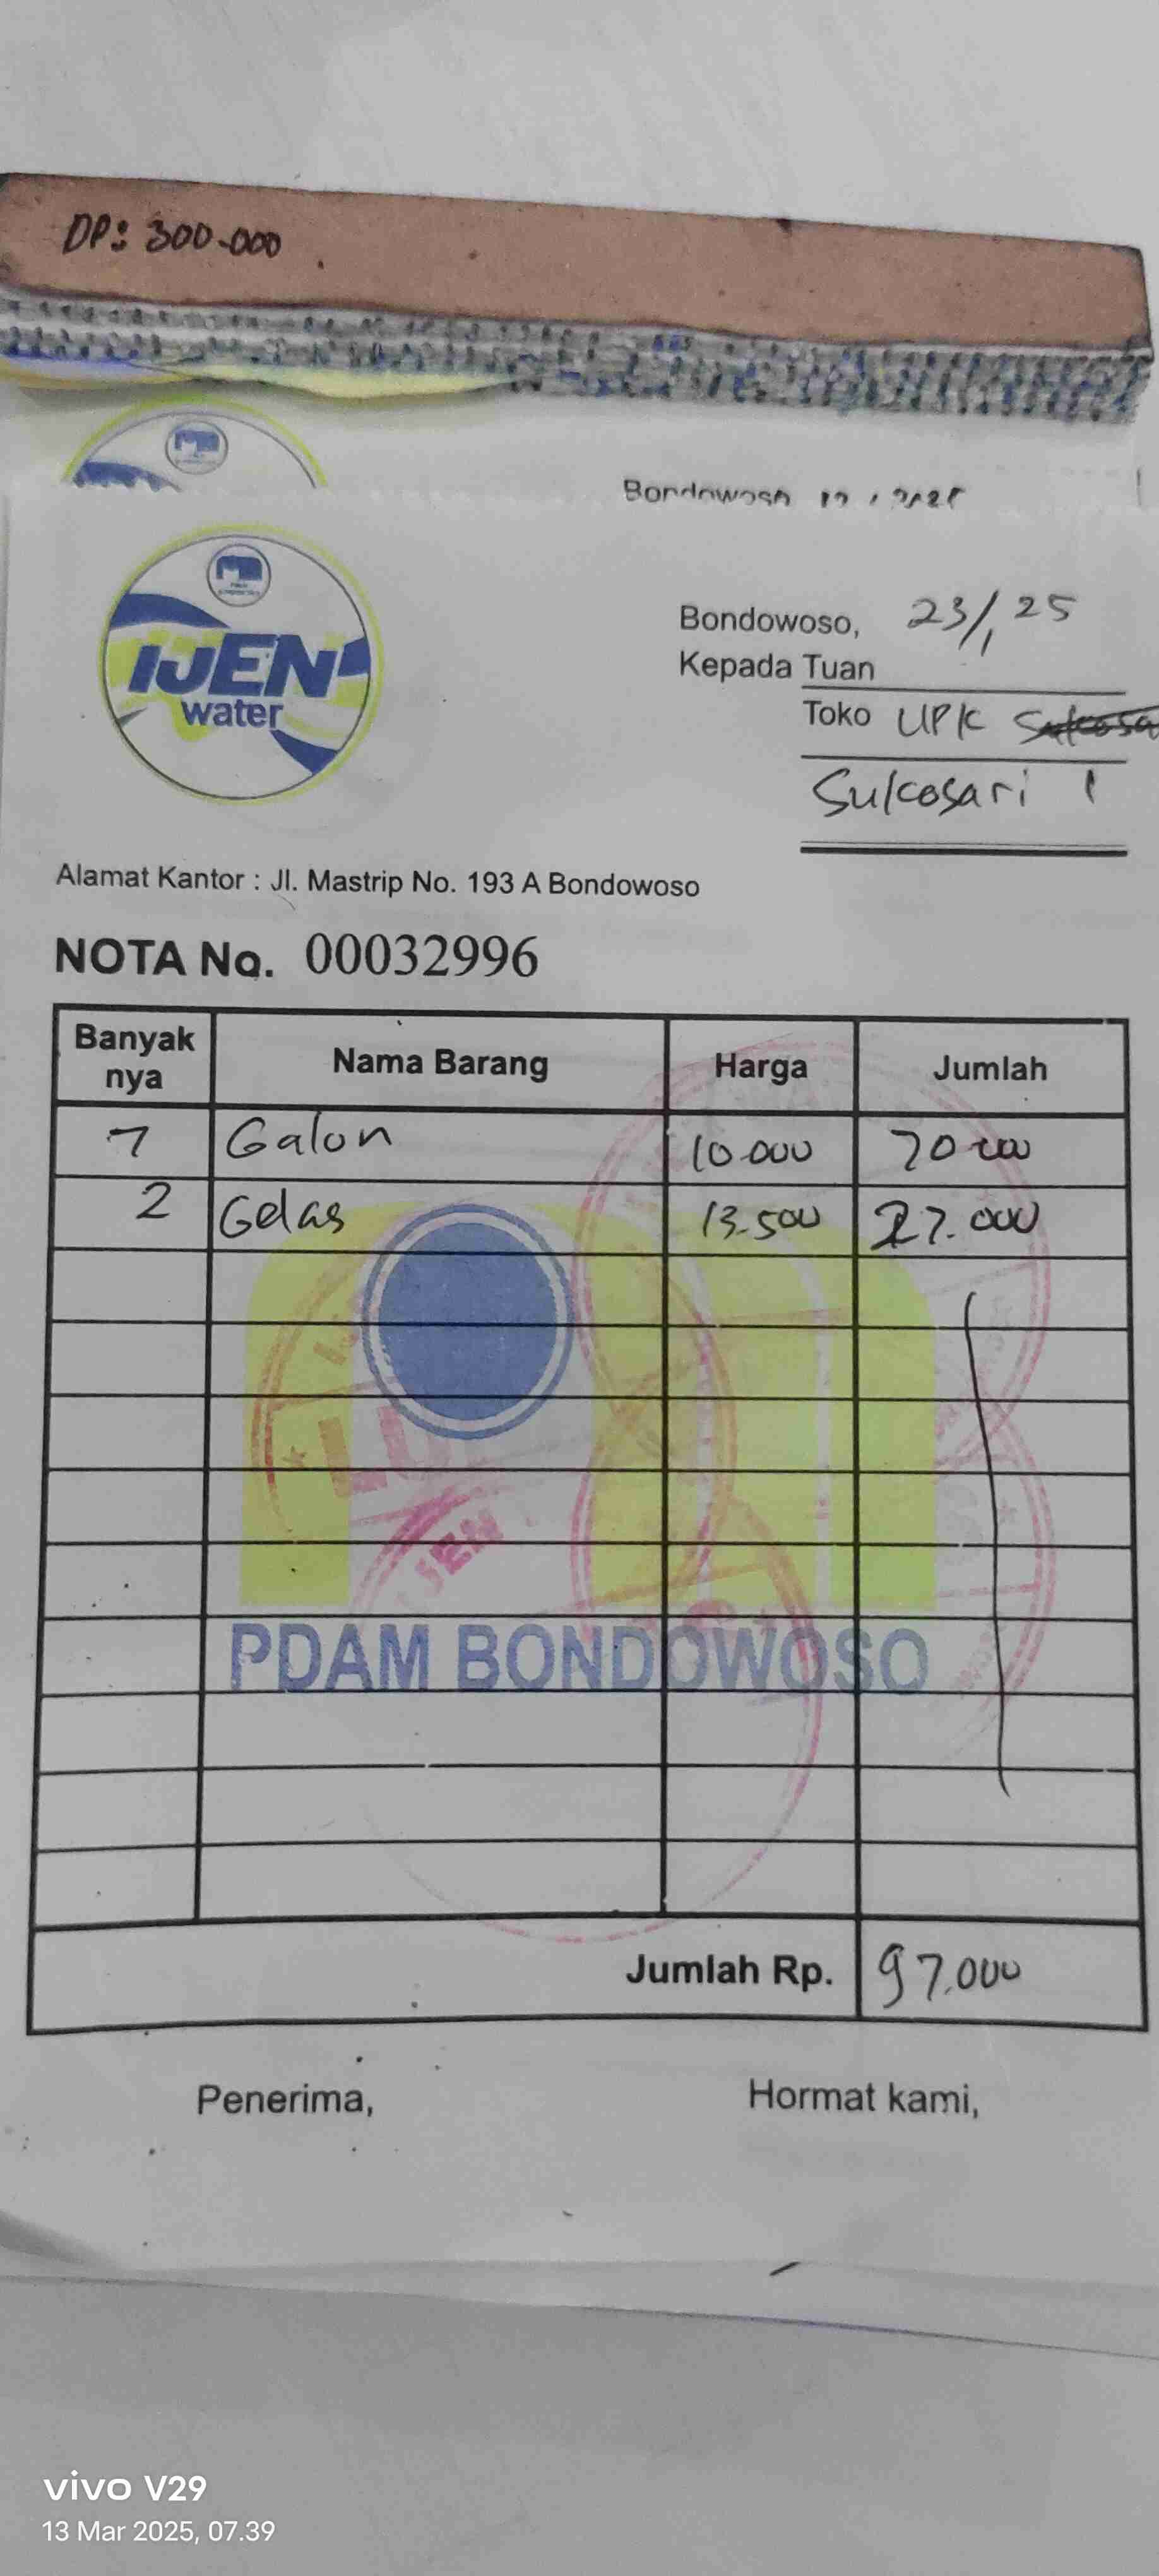 DP: 300.000
Bondowoso
IJEN
water
Bondowoso, 23/1 25
Kepada Tuan
Toko UPK
Sukosari 1
Alamat Kantor : Jl. Mastrip No. 193 A Bondowoso
NOTA No. 00032996
Banyak nya Nama Barang Harga Jumlah
7 Galon 10.000 70.000
2 Gelas 13.500 27.000
IJEN
PDAM BONDOWOSO
Jumlah Rp. 97.000
Penerima, Hormat kami,
vivo V29
13 Mar 2025, 07.39